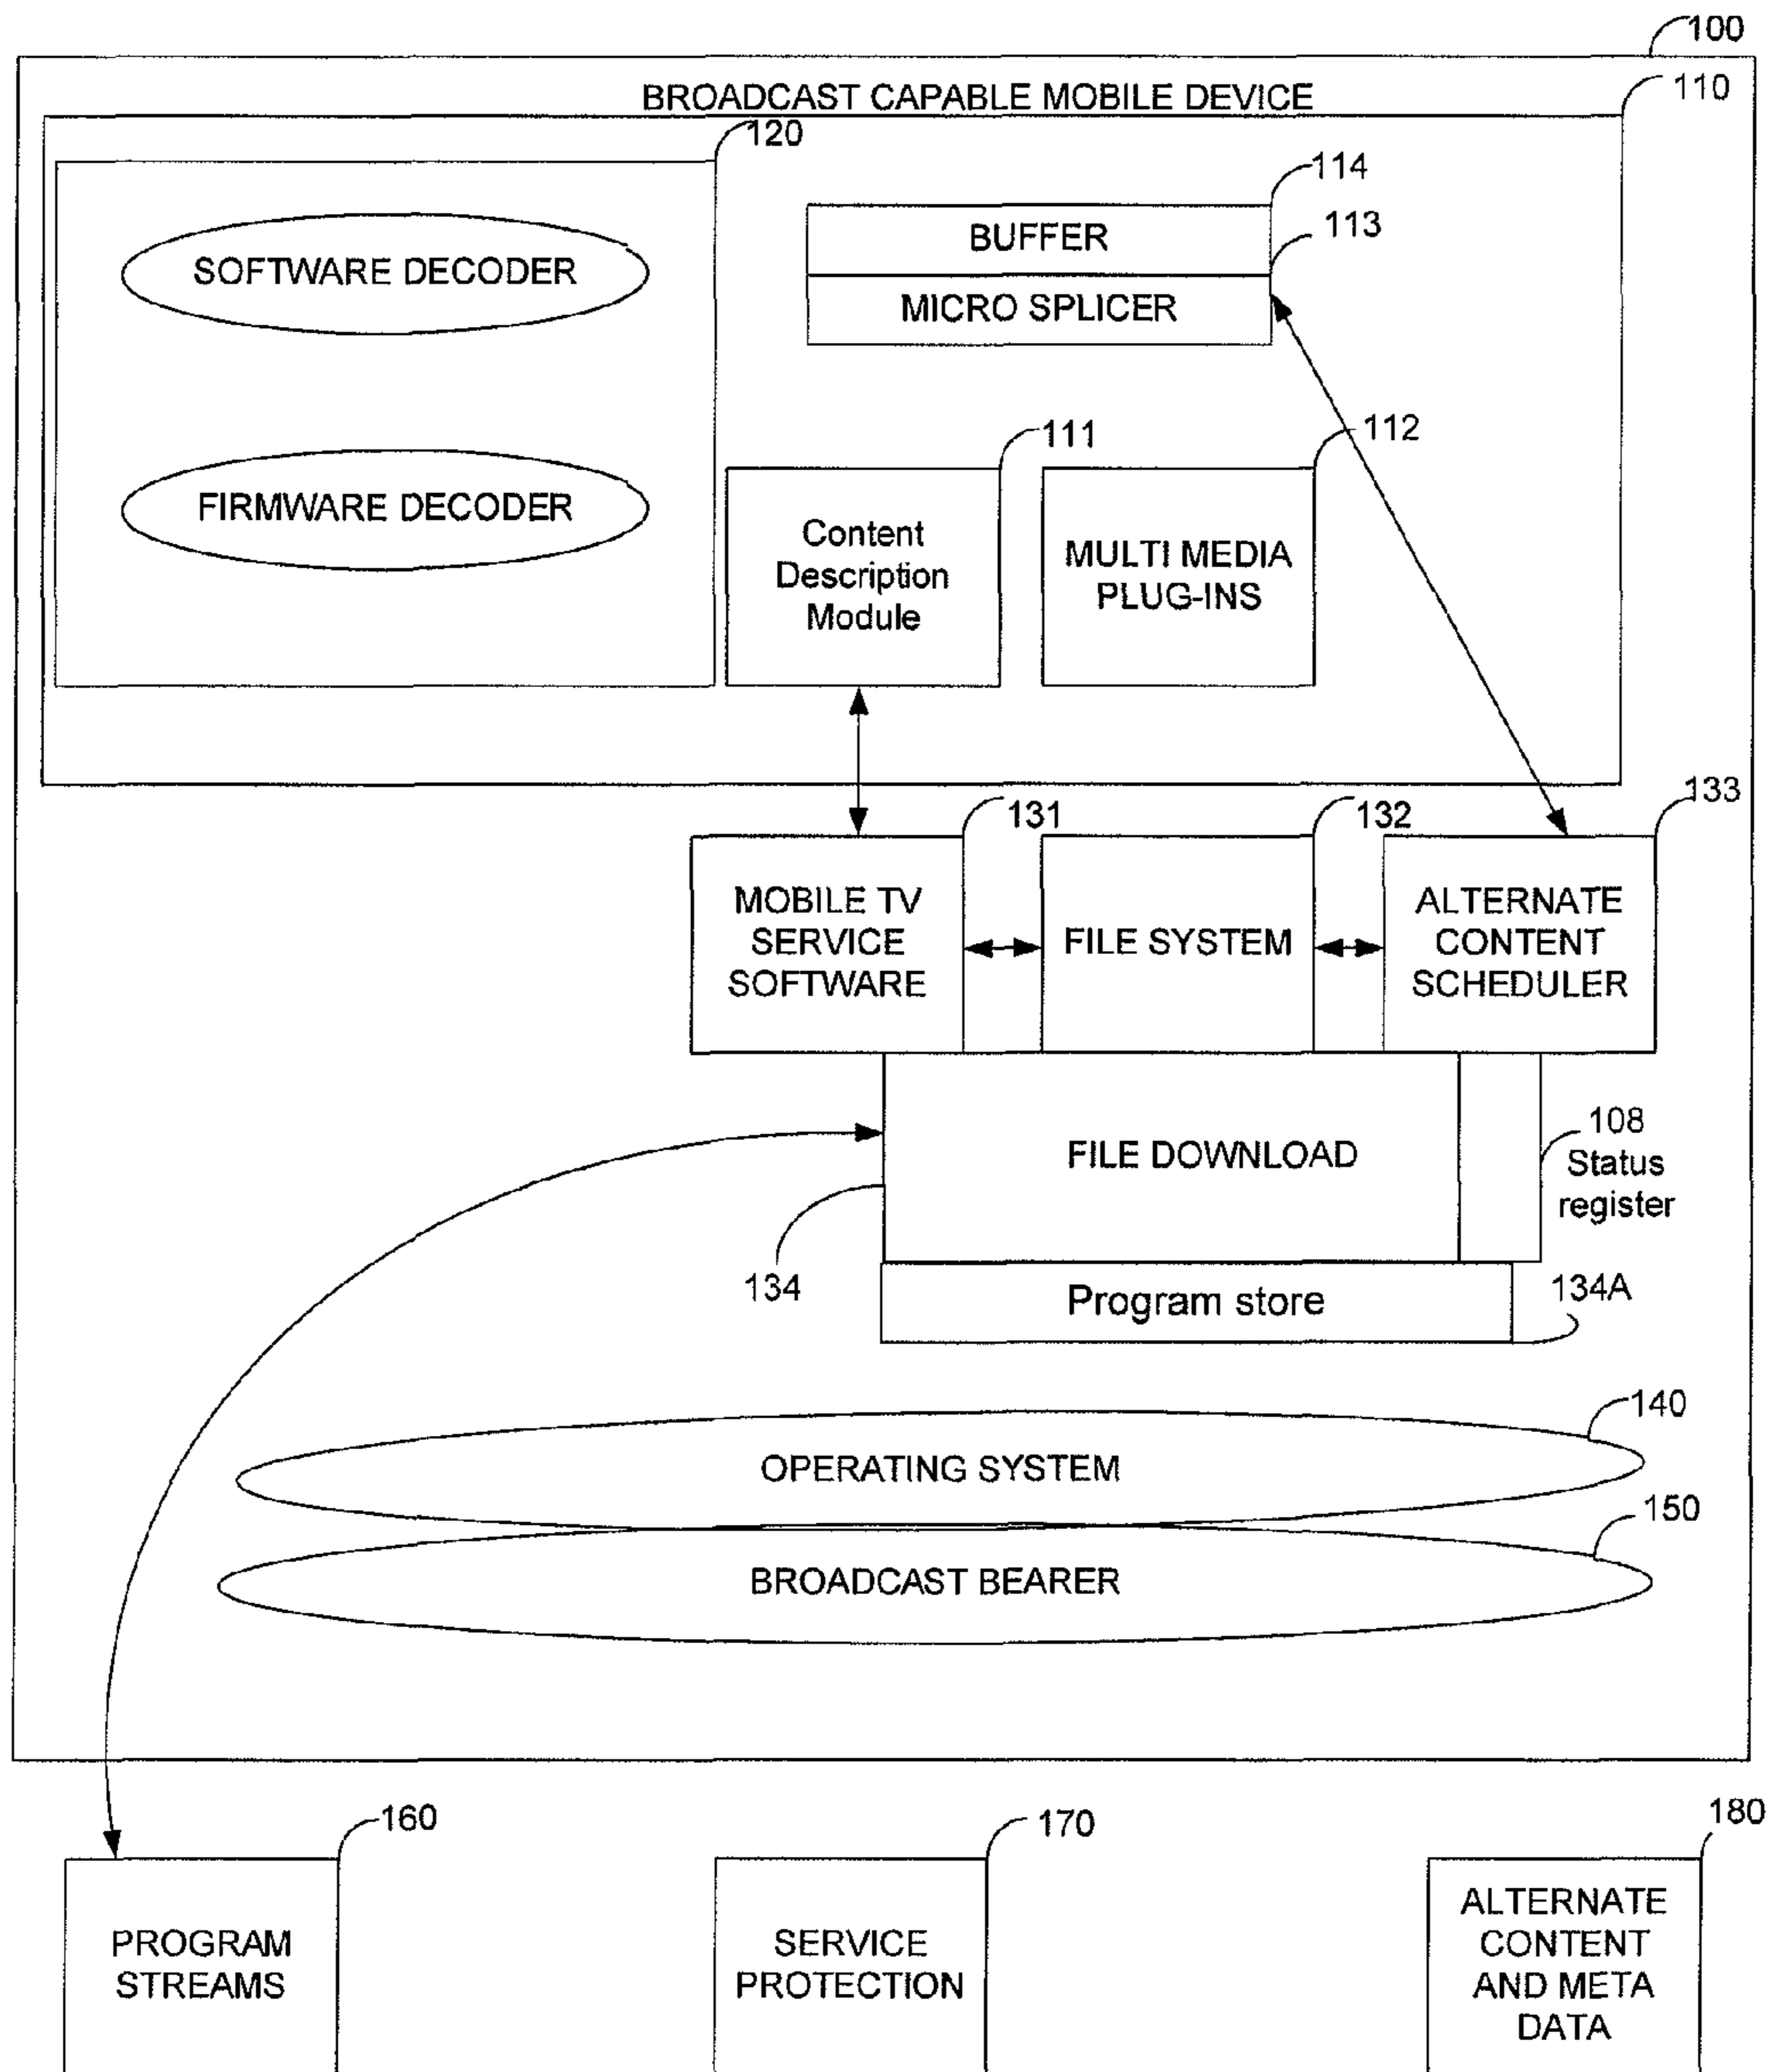 100
BROADCAST CAPABLE MOBILE DEVICE
110
120
114
BUFFER
113
SOFTWARE DECODER
MICRO SPLICER
111
112
FIRMWARE DECODER
Content
Description
Module
MULTI MEDIA
PLUG-INS
131
132
133
MOBILE TV
SERVICE
SOFTWARE
FILE SYSTEM
ALTERNATE
CONTENT
SCHEDULER
FILE DOWNLOAD
108
Status
register
134
Program store
134A
140
OPERATING SYSTEM
150
BROADCAST BEARER
160
170
180
PROGRAM
STREAMS
SERVICE
PROTECTION
ALTERNATE
CONTENT
AND META
DATA